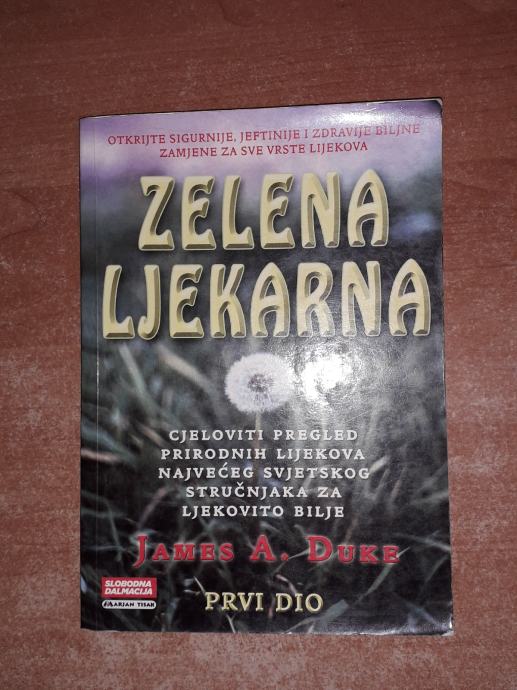 OTKRIJTE SIGURNIJE, JEFTINIJE I ZDRAVIJE BILJNE
ZAMJENE ZA SVE VRSTE LIJEKOVA
ZELENA
LJEKARNA
CJELOVITI PREGLED
PRIRODNIH LIJEKOVA
NAJVEĆEG SVJETSKOG
STRUČNJAKA ZA
LJEKOVITO BILJE
JAMES A. DUKE
SLOBODNA
DALMACIJA
MARJAN TISAK
PRVI DIO